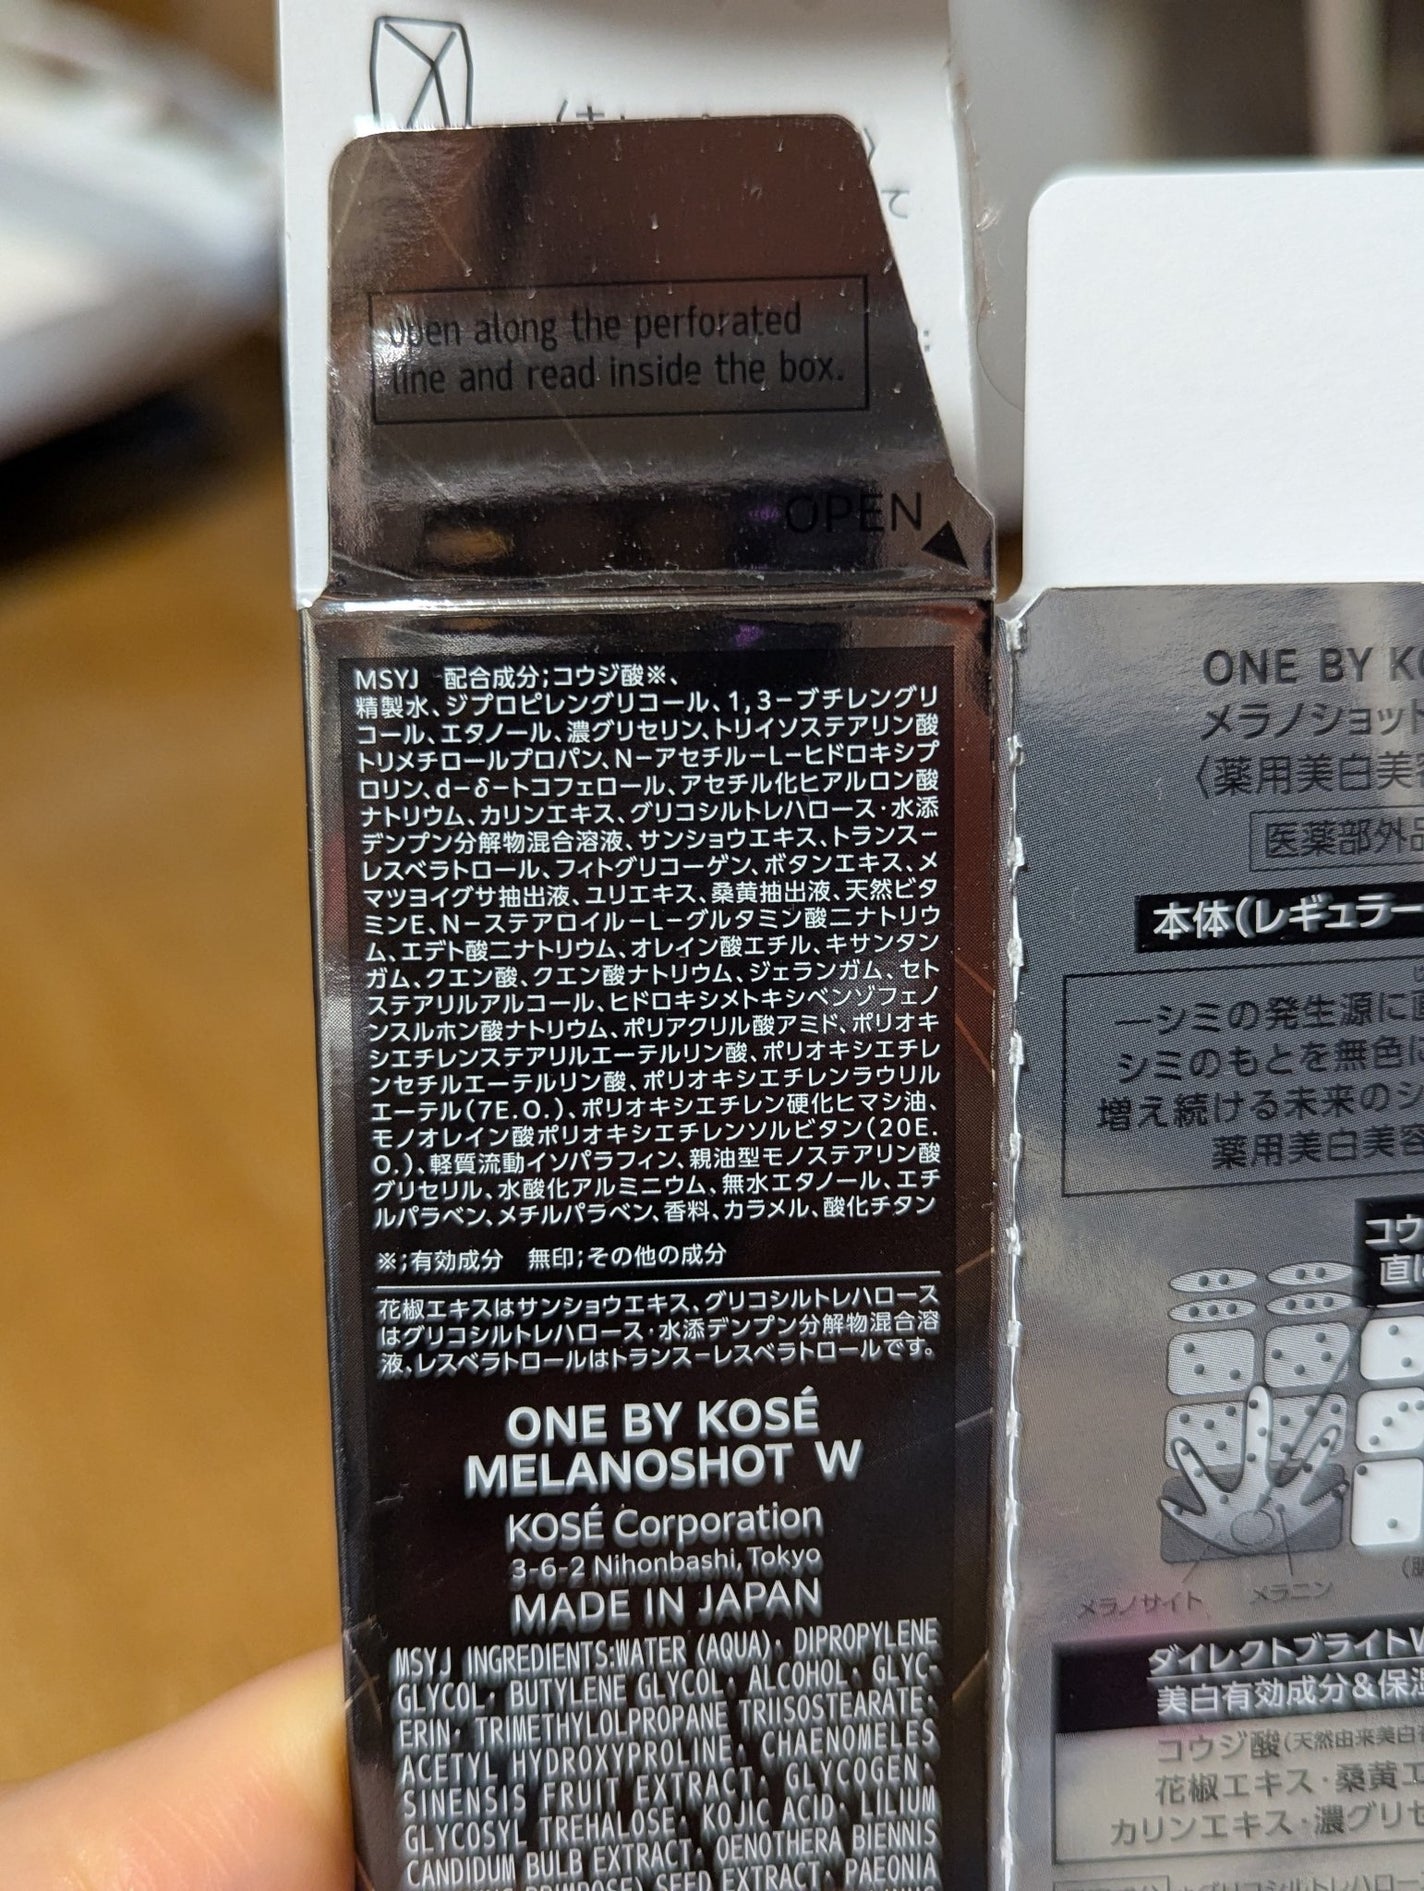 て
open along the perforated
line and read inside the box.
OPEN
MSYJ 配合成分;コウジ酸※、
精製水、ジプロピレングリコール、1,3−ブチレングリ
コール、エタノール、濃グリセリン、トリイソステアリン酸
トリメチロールプロパン、N−アセチル−L−ヒドロキシプ
ロリン、d−δ−トコフェロール、アセチル化ヒアルロン酸
ナトリウム、カリンエキス、グリコシルトレハロース・水添
デンプン分解物混合溶液、サンショウエキス、トランス−
レスベラトロール、フィトグリコーゲン、ボタンエキス、メ
マツヨイグサ抽出液、ユリエキス、桑黄抽出液、天然ビタ
ミンE、N−ステアロイル−L−グルタミン酸二ナトリウ
ム、エデト酸二ナトリウム、オレイン酸エチル、キサンタン
ガム、クエン酸、クエン酸ナトリウム、ジェランガム、セト
ステアリルアルコール、ヒドロキシメトキシベンゾフェノ
ンスルホン酸ナトリウム、ポリアクリル酸アミド、ポリオキ
シエチレンステアリルエーテルリン酸、ポリオキシエチレ
ンセチルエーテルリン酸、ポリオキシエチレンラウリル
エーテル(7E.O.)、ポリオキシエチレン硬化ヒマシ油、
モノオレイン酸ポリオキシエチレンソルビタン(20E.
O.)、軽質流動イソパラフィン、親油型モノステアリン酸
グリセリル、水酸化アルミニウム、無水エタノール、エチ
ルパラベン、メチルパラベン、香料、カラメル、酸化チタン
※;有効成分 無印;その他の成分
花椒エキスはサンショウエキス、グリコシルトレハロース
はグリコシルトレハロース・水添デンプン分解物混合溶
液、レスベラトロールはトランス−レスベラトロールです。
ONE BY KOSÉ
MELANOSHOT W
KOSÉ Corporation
3-6-2 Nihonbashi, Tokyo
MADE IN JAPAN
MSYJ INGREDIENTS:WATER (AQUA)・DIPROPYLENE
GLYCOL・BUTYLENE GLYCOL・ALCOHOL・GLYC-
ERIN・TRIMETHYLOLPROPANE TRIISOSTEARATE・
ACETYL HYDROXYPROLINE・CHAENOMELES
SINENSIS FRUIT EXTRACT・GLYCOGEN・
GLYCOSYL TREHALOSE・KOJIC ACID・LILIUM
CANDIDUM BULB EXTRACT・OENOTHERA BIENNIS
PRIMROSE) SEED EXTRACT・PAEONIA
ONE BY KO
メラノショット
〈薬用美白美
医薬部外品
本体(レギュラー
―シミの発生源に
シミのもとを無色に
増え続ける未来のシ
薬用美白美容
コウ
直
メラノサイト
メラニン
ダイレクトブライトW
美白有効成分&保湿
コウジ酸(天然由来美白
花椒エキス・桑黄エ
カリンエキス・濃グリセ